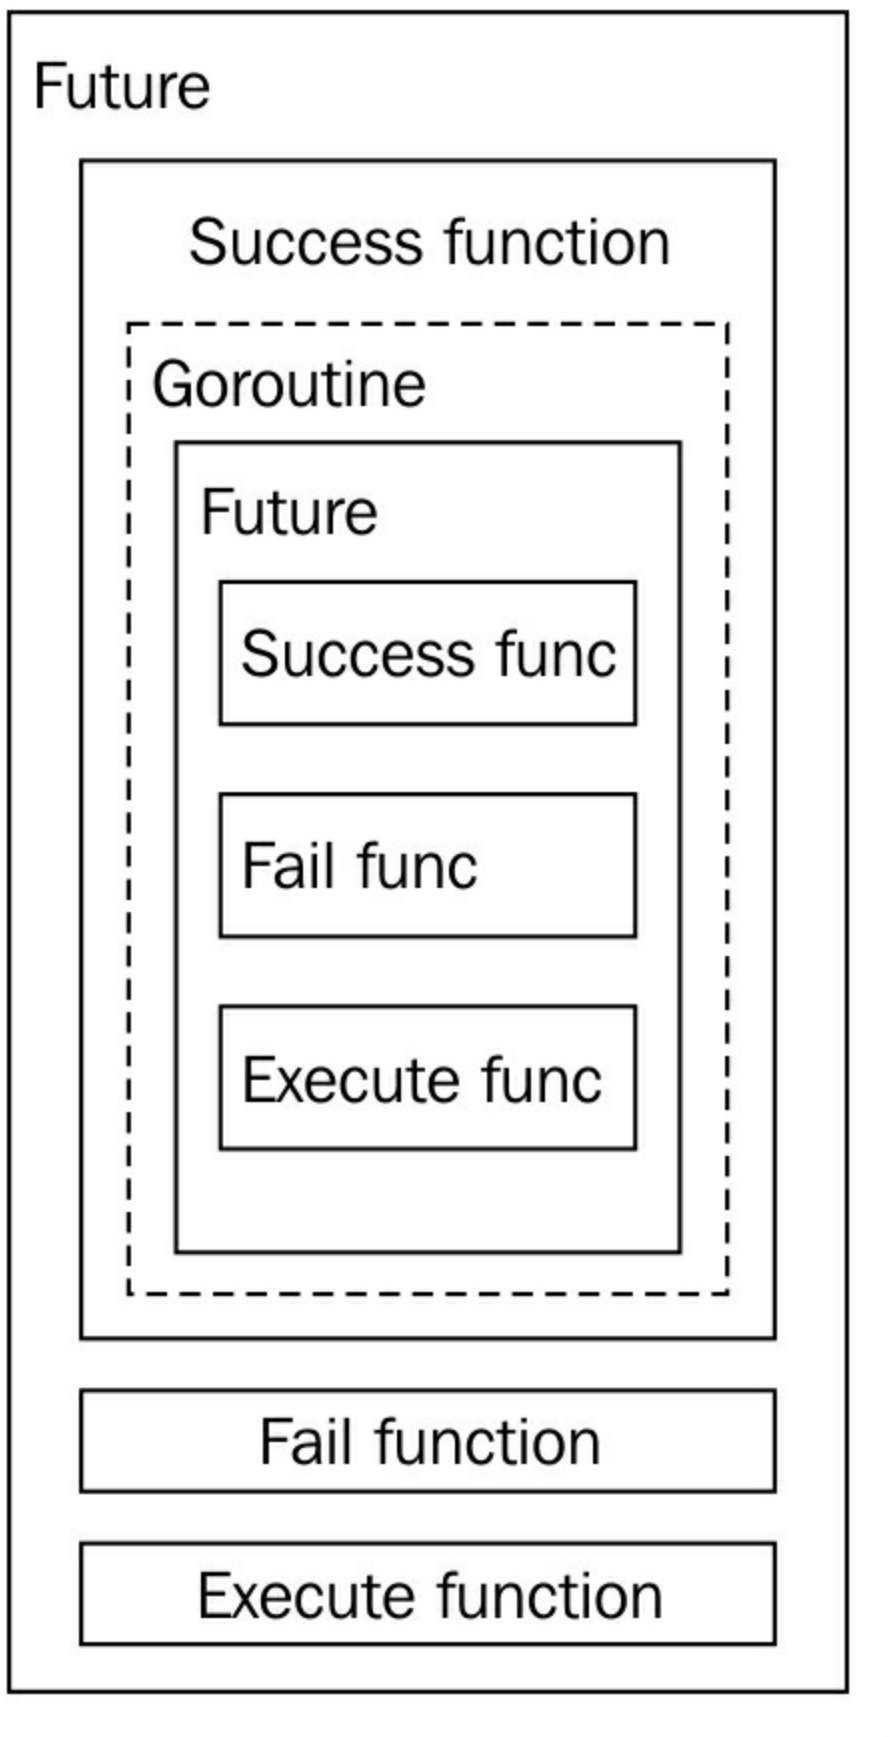 Future
Success function
Goroutine
Future
Success func
Fail func
Execute func
Fail function
Execute function